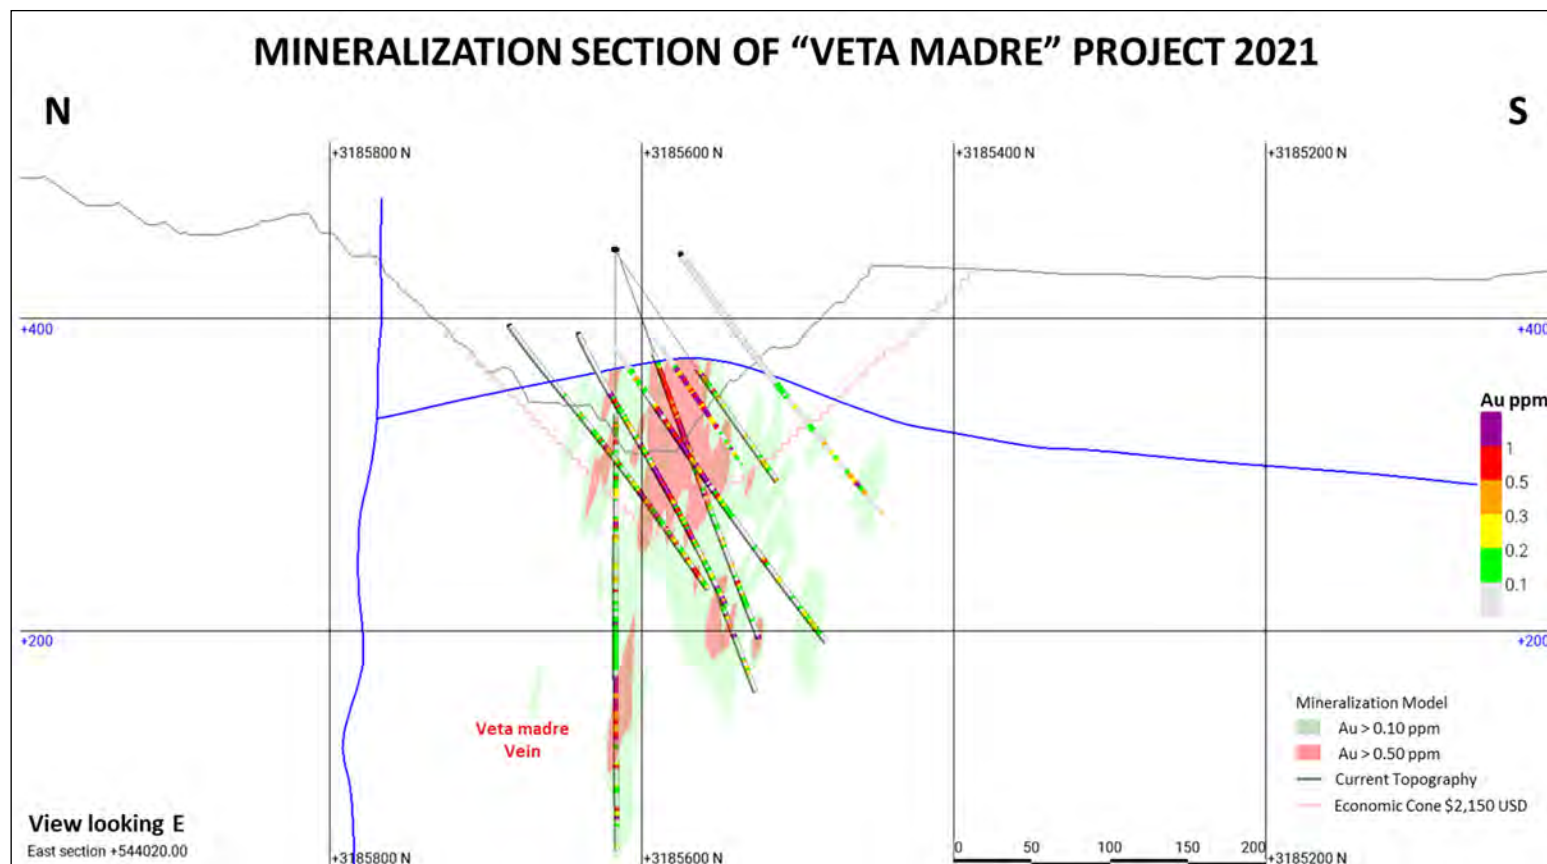 MINERALIZATION SECTION OF “VETA MADRE” PROJECT 2021
N
S
+3185800 N
+3185600 N
+3185400 N
+3185200 N
+400
+400
Au ppm
1
0.5
0.3
0.2
0.1
+200
+200
Veta madre
Vein
Mineralization Model
Au > 0.10 ppm
Au > 0.50 ppm
Current Topography
Economic Cone $2,150 USD
View looking E
East section +544020.00
+3185800 N
+3185600 N
0 50 100 150 200
+3185200 N